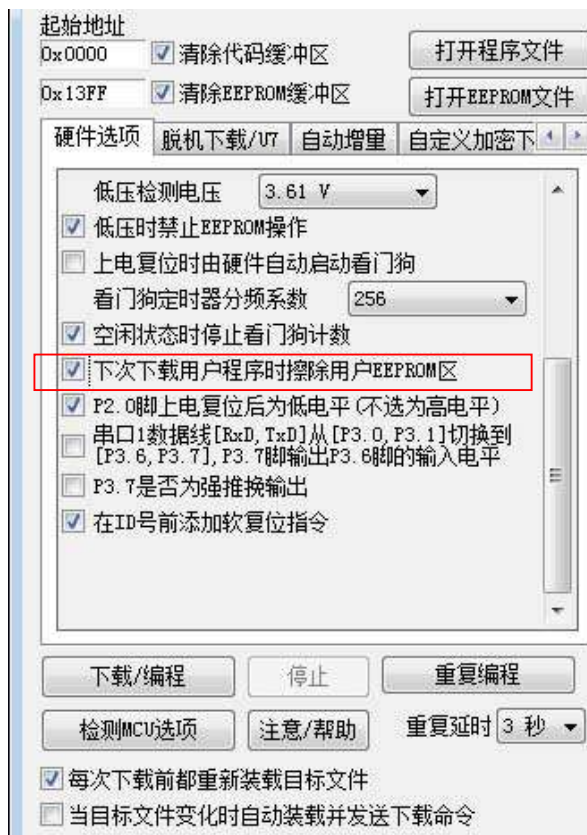 起始地址
0x0000 清除代码缓冲区 打开程序文件
0x13FF 清除EEPROM缓冲区 打开EEPROM文件
硬件选项 脱机下载/U7 自动增量 自定义加密下
低压检测电压 3.61 V
低压时禁止EEPROM操作
上电复位时由硬件自动启动看门狗
看门狗定时器分频系数 256
空闲状态时停止看门狗计数
下次下载用户程序时擦除用户EEPROM区
P2.0脚上电复位后为低电平(不选为高电平)
串口1数据线[RxD,TxD]从[P3.0,P3.1]切换到
[P3.6,P3.7],P3.7脚输出P3.6脚的输入电平
P3.7是否为强推挽输出
在ID号前添加软复位指令
下载/编程 停止 重复编程
检测MCU选项 注意/帮助 重复延时 3 秒
每次下载前都重新装载目标文件
当目标文件变化时自动装载并发送下载命令